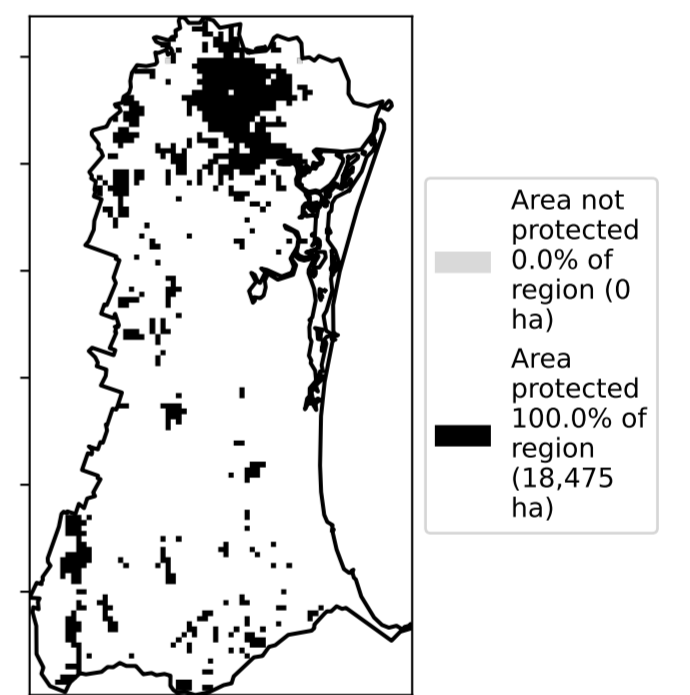 Area not
protected
0.0% of
region (0
ha)
Area
protected
100.0% of
region
(18,475
ha)